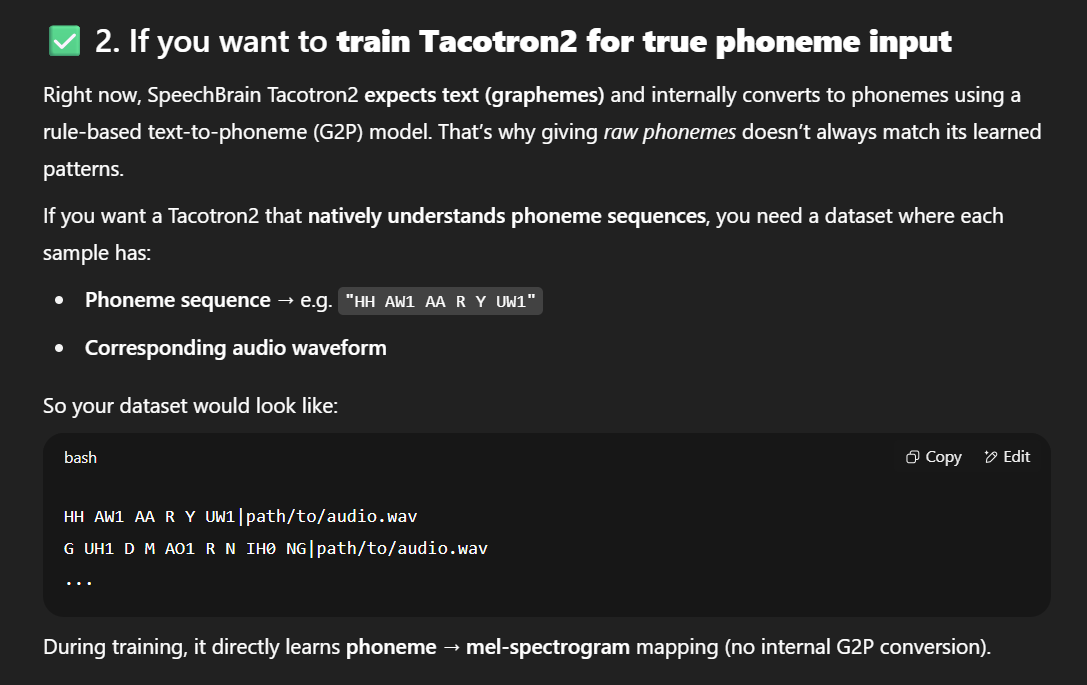 ✅ 2. If you want to train Tacotron2 for true phoneme input
Right now, SpeechBrain Tacotron2 expects text (graphemes) and internally converts to phonemes using a
rule-based text-to-phoneme (G2P) model. That’s why giving raw phonemes doesn’t always match its learned
patterns.
If you want a Tacotron2 that natively understands phoneme sequences, you need a dataset where each
sample has:
• Phoneme sequence → e.g. "HH AW1 AA R Y UW1"
• Corresponding audio waveform
So your dataset would look like:
bash Copy Edit
HH AW1 AA R Y UW1|path/to/audio.wav
G UH1 D M AO1 R N IH0 NG|path/to/audio.wav
...
During training, it directly learns phoneme → mel-spectrogram mapping (no internal G2P conversion).